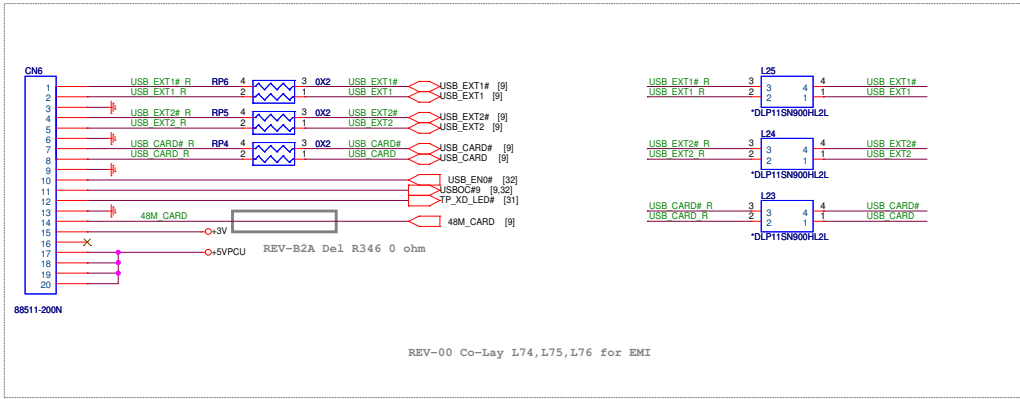 CN6
1
2
3
4
5
6
7
8
9
10
11
12
13
14
15
16
17
18
19
20
88511-200N
USB_EXT1#_R RP6 4 3 0X2 USB_EXT1# USB_EXT1# [9]
USB_EXT1_R 2 1 USB_EXT1 USB_EXT1 [9]
USB_EXT2#_R RP5 4 3 0X2 USB_EXT2# USB_EXT2# [9]
USB_EXT2_R 2 1 USB_EXT2 USB_EXT2 [9]
USB_CARD#_R RP4 4 3 0X2 USB_CARD# USB_CARD# [9]
USB_CARD_R 2 1 USB_CARD USB_CARD [9]
USB_EN0# [32]
USBOC#9 [9,32]
TP_XD_LED# [31]
48M_CARD 48M_CARD [9]
+3V
REV-B2A Del R346 0 ohm
+5VPCU
L25
USB_EXT1#_R 3 3 4 4 USB_EXT1#
USB_EXT1_R 2 2 1 1 USB_EXT1
*DLP11SN900HL2L
L24
USB_EXT2#_R 3 3 4 4 USB_EXT2#
USB_EXT2_R 2 2 1 1 USB_EXT2
*DLP11SN900HL2L
L23
USB_CARD#_R 3 3 4 4 USB_CARD#
USB_CARD_R 2 2 1 1 USB_CARD
*DLP11SN900HL2L
REV-00 Co-Lay L74,L75,L76 for EMI